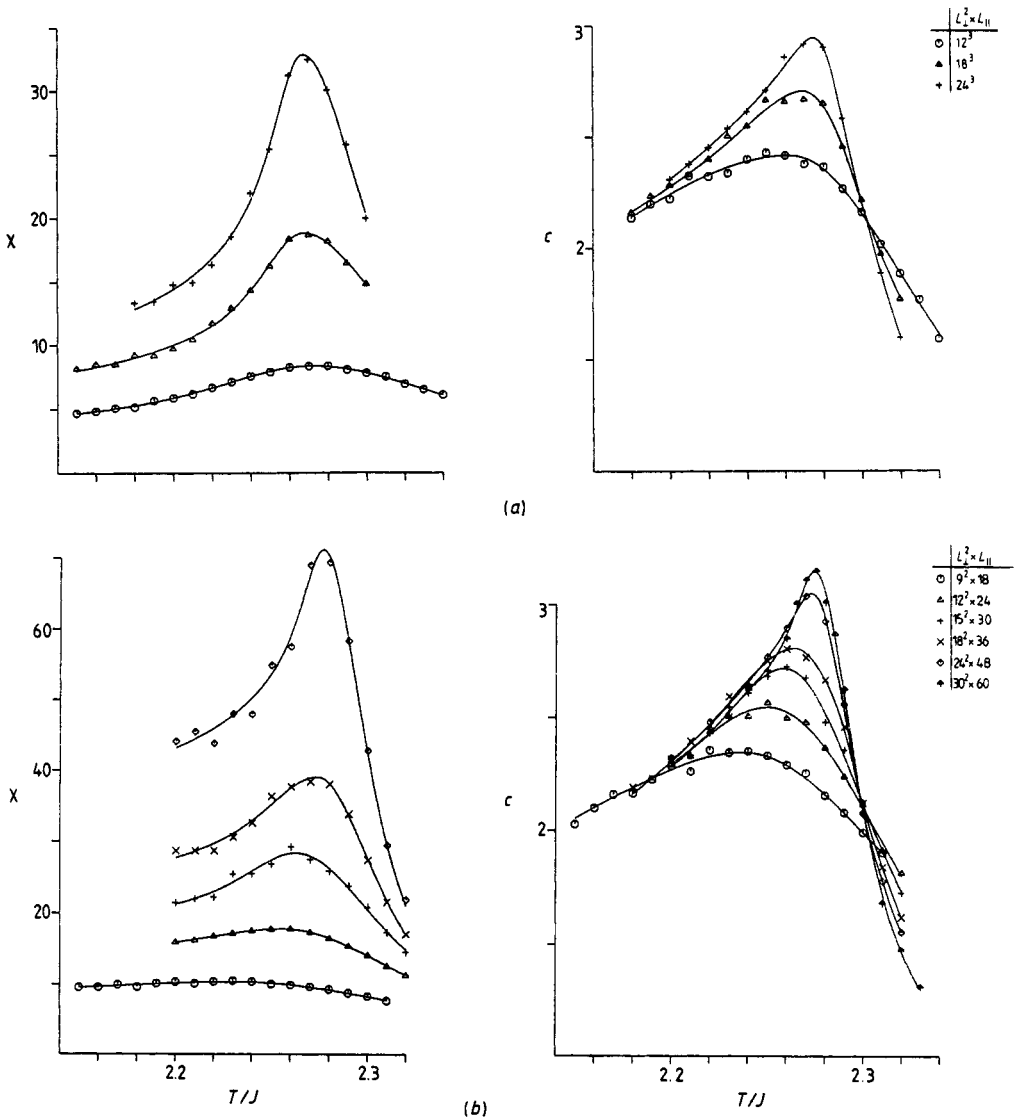 30
20
10
χ
3
2
c
L⊥² × L||
12³
18³
24³
(a)
60
40
20
χ
2.2
2.3
T/J
3
2
c
2.2
2.3
T/J
L⊥² × L||
9² × 18
12² × 24
15² × 30
18² × 36
24² × 48
30² × 60
(b)